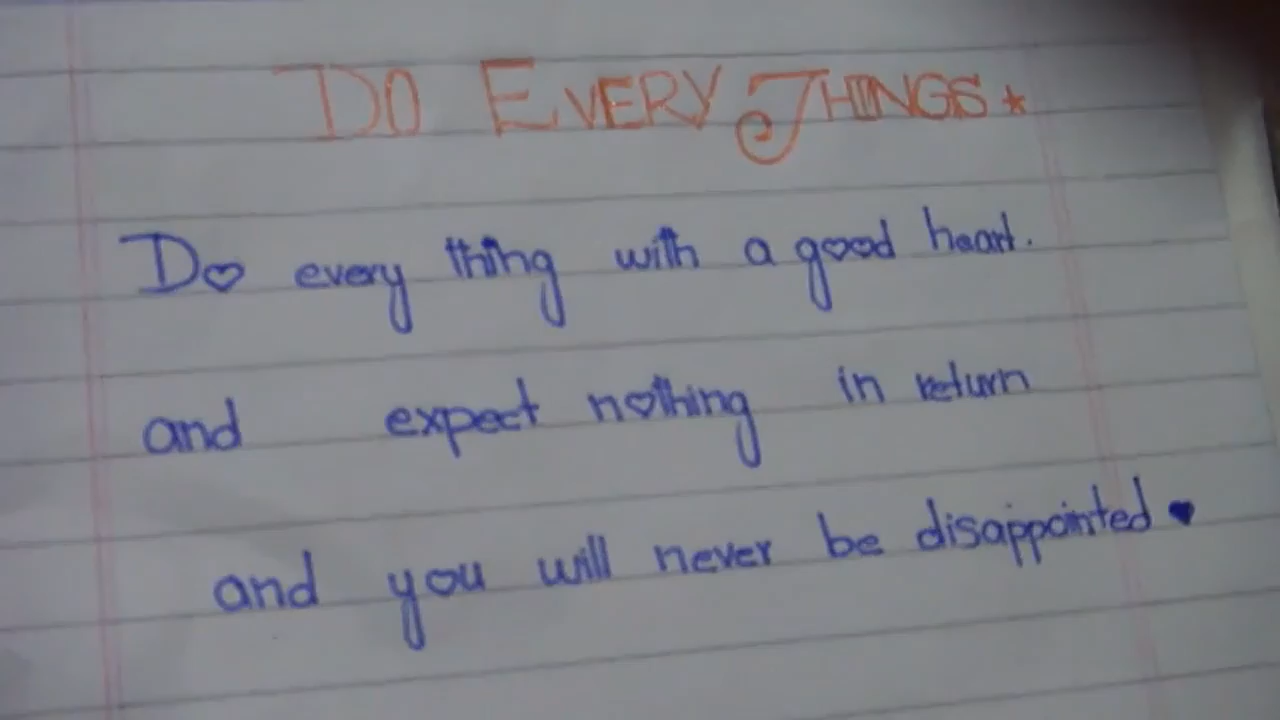 DO EVERY THINGS
Do every thing with a good heart.
and expect nothing in return
and you will never be disappointed